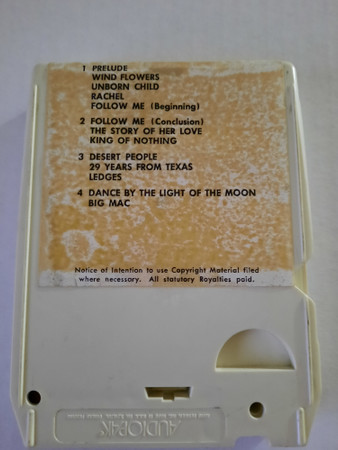 1 PRELUDE
WIND FLOWERS
UNBORN CHILD
RACHEL
FOLLOW ME (Beginning)
2 FOLLOW ME (Conclusion)
THE STORY OF HER LOVE
KING OF NOTHING
3 DESERT PEOPLE
29 YEARS FROM TEXAS
LEDGES
4 DANCE BY THE LIGHT OF THE MOON
BIG MAC
Notice of Intention to use Copyright Material filed
where necessary. All statutory Royalties paid.
AUDIOPAK